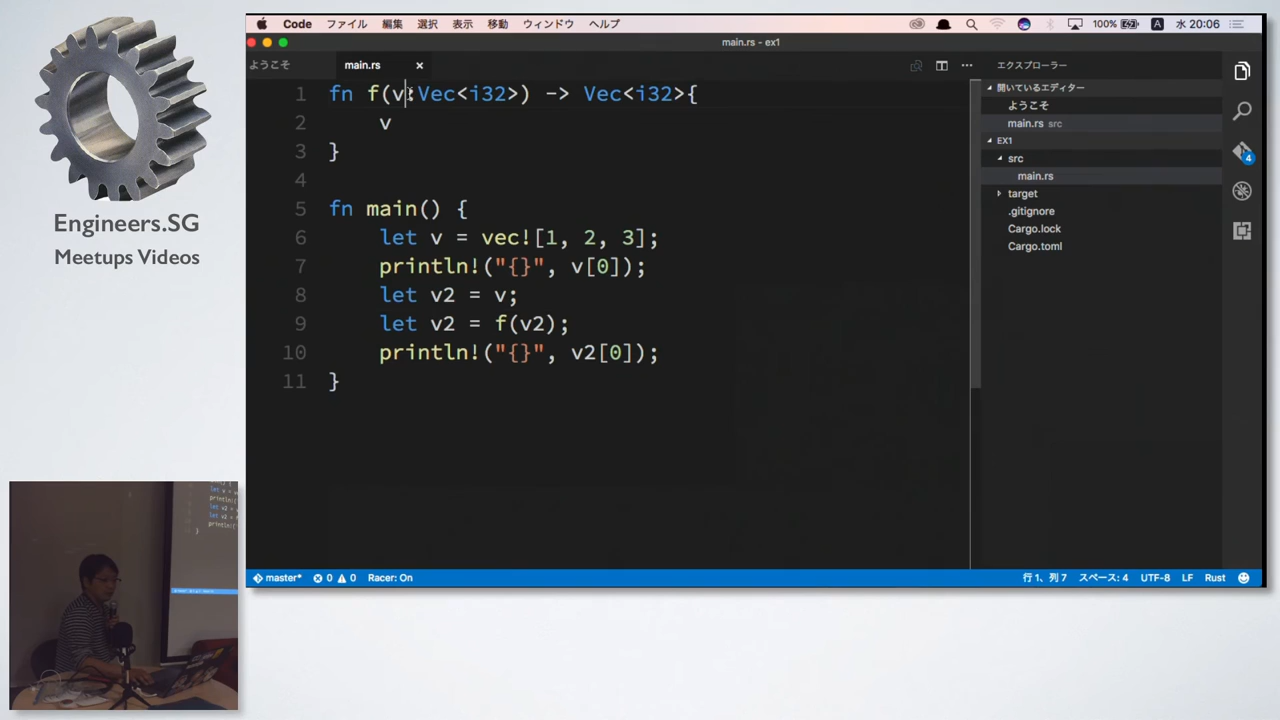 Code ファイル 編集 選択 表示 移動 ウィンドウ ヘルプ 100% A 水 20:06
main.rs - ex1
ようこそ main.rs
1 fn f(v:Vec<i32>) -> Vec<i32>{
2 v
3 }
4
5 fn main() {
6 let v = vec![1, 2, 3];
7 println!("{}", v[0]);
8 let v2 = v;
9 let v2 = f(v2);
10 println!("{}", v2[0]);
11 }
エクスプローラー
開いているエディター
ようこそ
main.rs src
EX1
src
main.rs
target
.gitignore
Cargo.lock
Cargo.toml
4
master* 0 0 Racer: On 行 1、列 7 スペース: 4 UTF-8 LF Rust
Engineers.SG
Meetups Videos